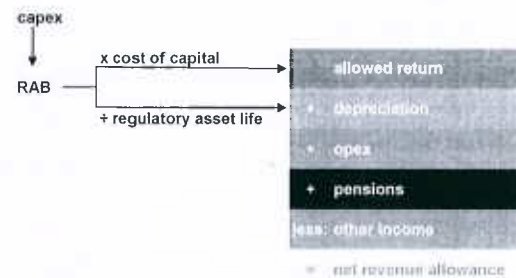 capex
x cost of capital
RAB
÷ regulatory asset life
allowed return
+ depreciation
+ opex
+ pensions
less: other income
= net revenue allowance